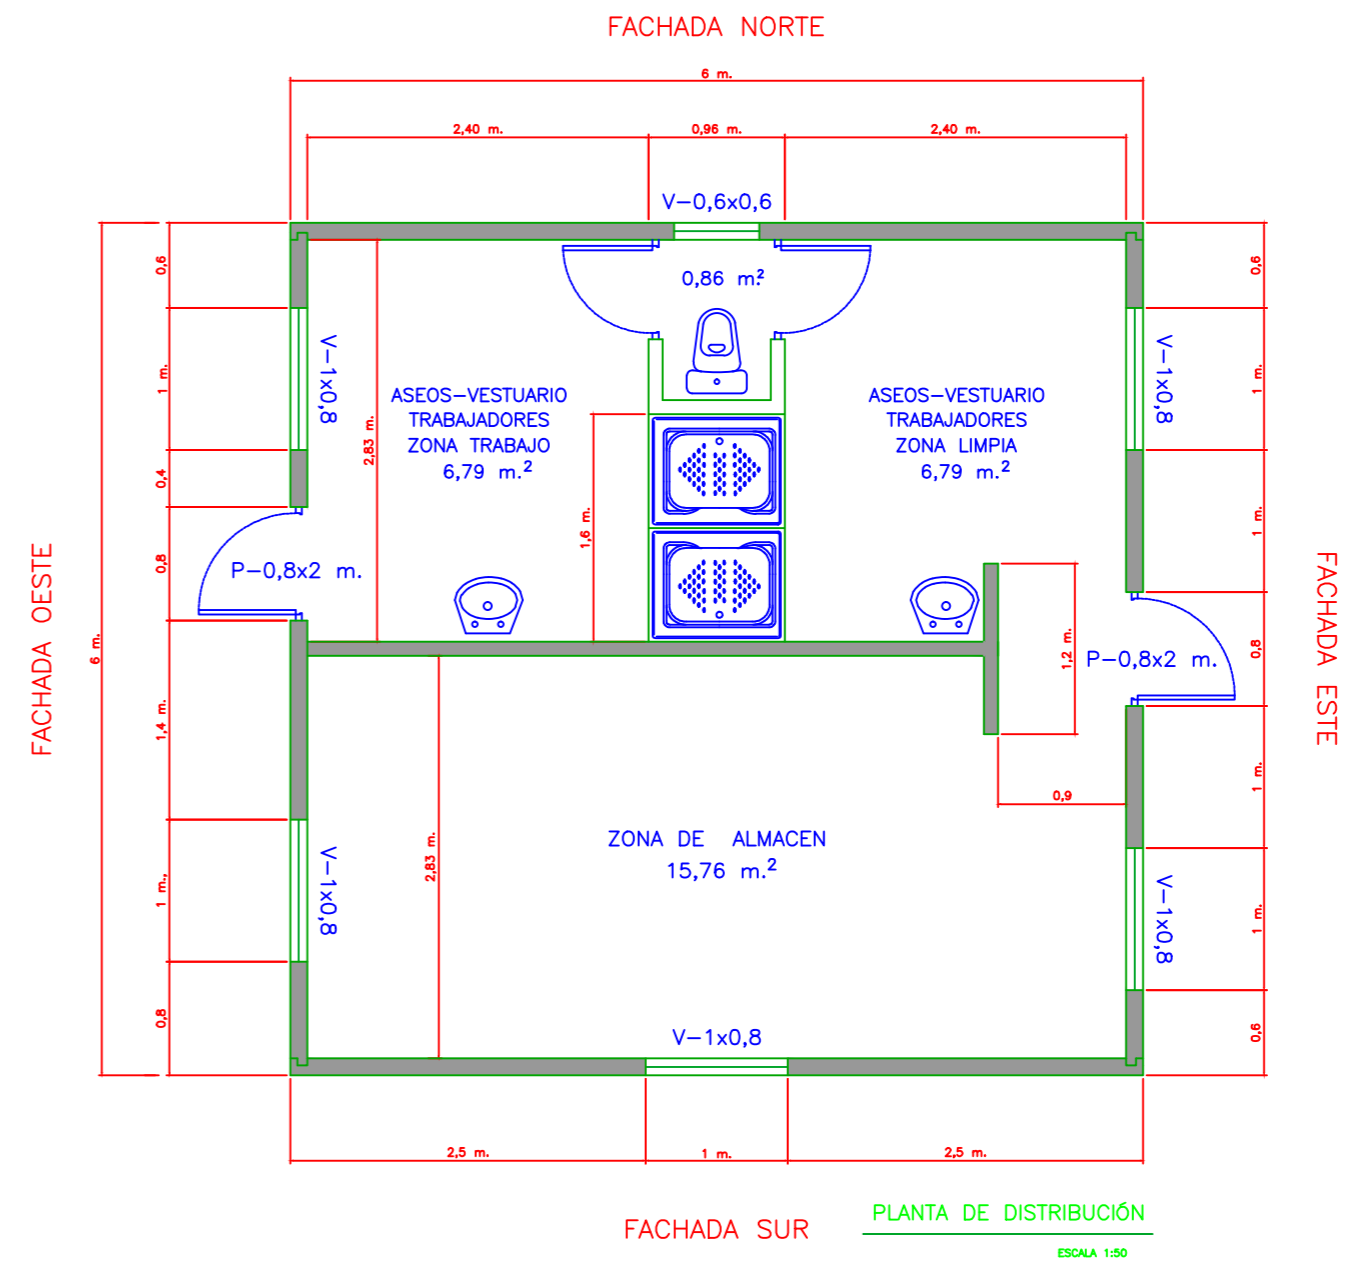 FACHADA NORTE
6 m.
2,40 m.
0,96 m.
2,40 m.
V-0,6x0,6
0,6
1 m.
0,4
0,8
1,4 m.
1 m.,
0,8
6 m.
FACHADA OESTE
V-1x0,8
P-0,8x2 m.
V-1x0,8
2,83 m.
ASEOS-VESTUARIO
TRABAJADORES
ZONA TRABAJO
6,79 m.²
0,86 m.²
1,6 m.
ASEOS-VESTUARIO
TRABAJADORES
ZONA LIMPIA
6,79 m.²
1,2 m.
0,9
V-1x0,8
P-0,8x2 m.
V-1x0,8
0,6
1 m.
1 m.
0,8
1 m.
1 m.
0,6
FACHADA ESTE
2,83 m.
ZONA DE ALMACEN
15,76 m.²
V-1x0,8
2,5 m.
1 m.
2,5 m.
FACHADA SUR
PLANTA DE DISTRIBUCIÓN
ESCALA 1:50